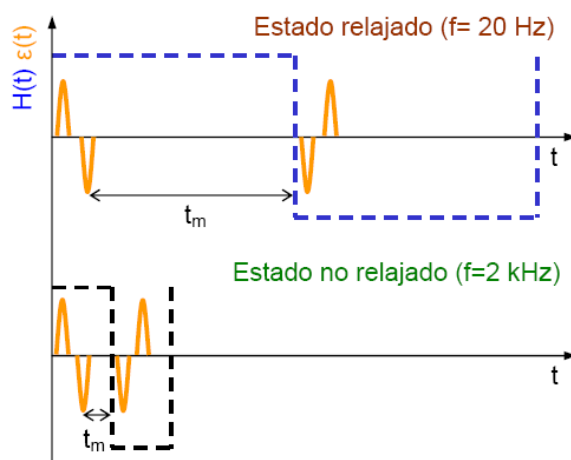 Estado relajado (f= 20 Hz)
H(t) ε(t)
t
tm
Estado no relajado (f=2 kHz)
t
tm